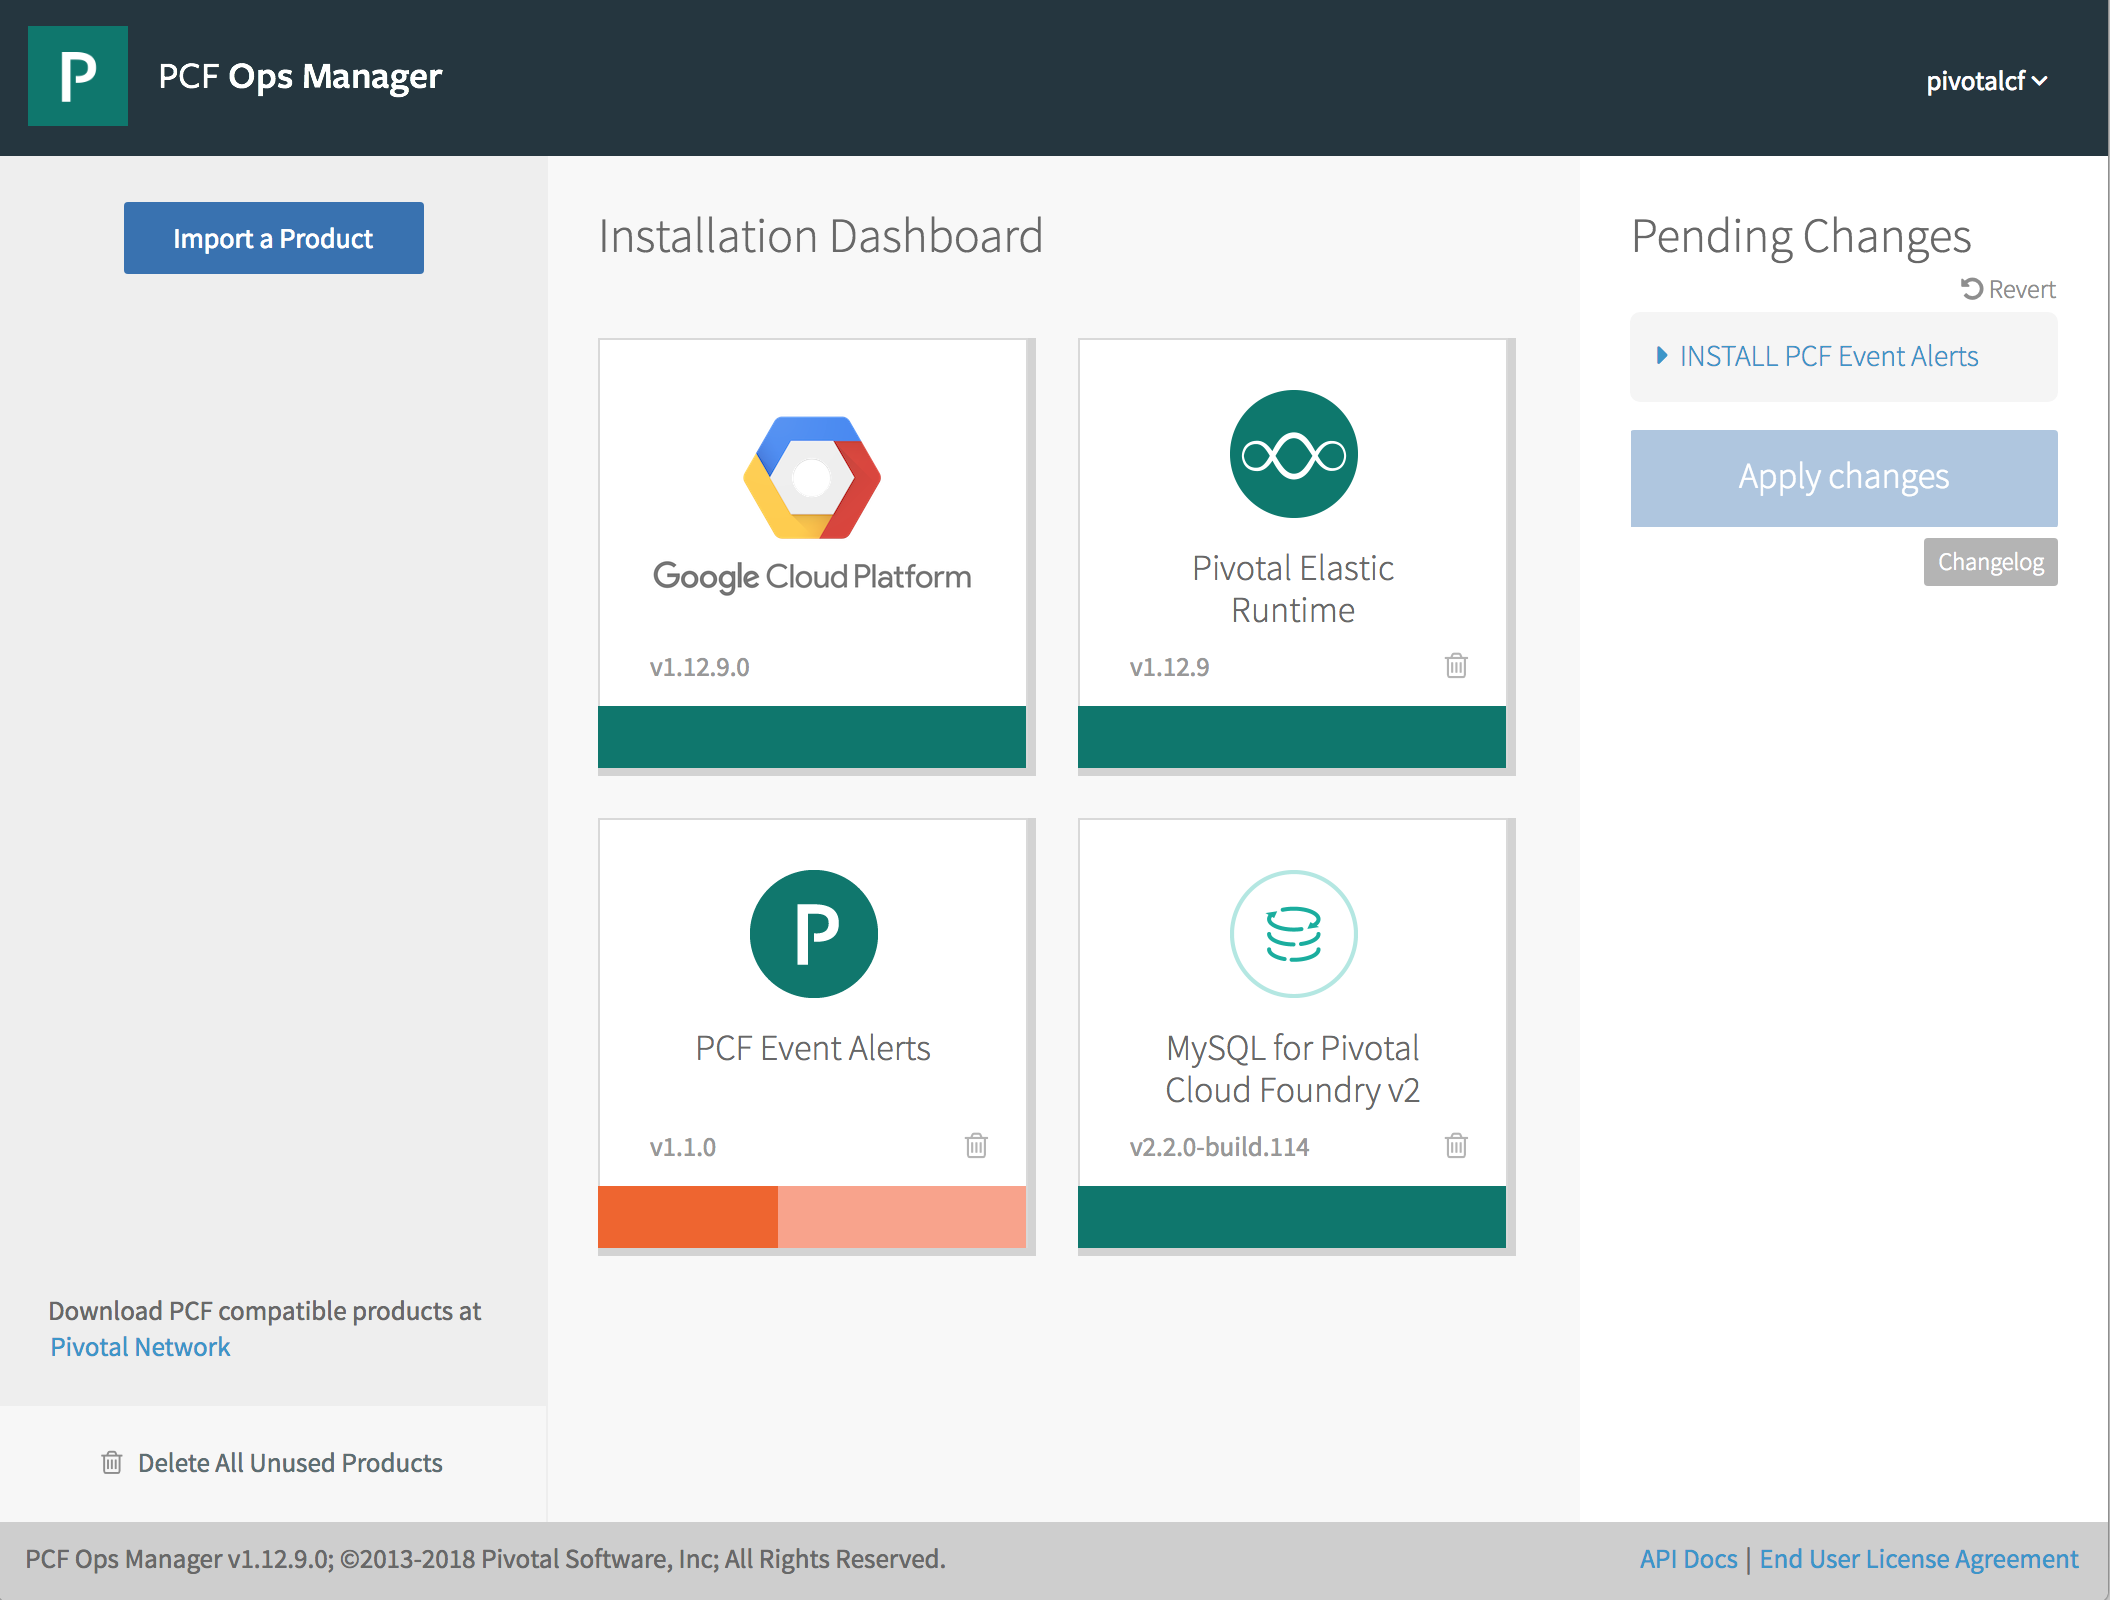 P
PCF Ops Manager
pivotalcf
Import a Product
Installation Dashboard
Pending Changes
Revert
INSTALL PCF Event Alerts
Apply changes
Changelog
Google Cloud Platform
v1.12.9.0
Pivotal Elastic
Runtime
v1.12.9
P
PCF Event Alerts
v1.1.0
MySQL for Pivotal
Cloud Foundry v2
v2.2.0-build.114
Download PCF compatible products at
Pivotal Network
Delete All Unused Products
PCF Ops Manager v1.12.9.0; ©2013-2018 Pivotal Software, Inc; All Rights Reserved.
API Docs | End User License Agreement